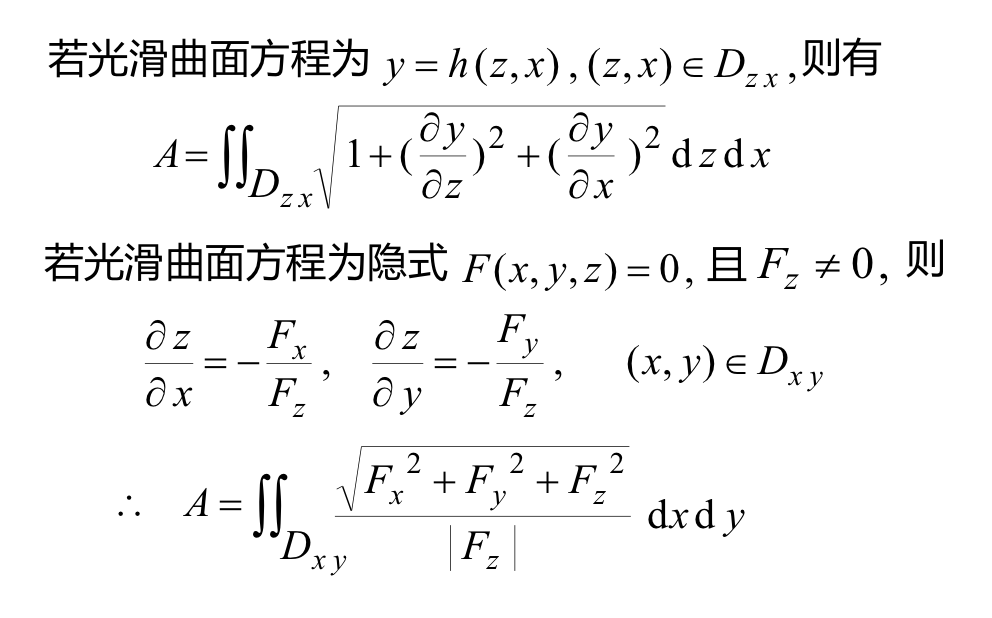 若光滑曲面方程为 y = h(z, x), (z, x) ∈ D_{zx}, 则有
A = ∬_{D_{zx}} √(1 + (∂y/∂z)² + (∂y/∂x)²) dz dx
若光滑曲面方程为隐式 F(x, y, z) = 0, 且 F_z ≠ 0, 则
∂z/∂x = −F_x/F_z, ∂z/∂y = −F_y/F_z, (x, y) ∈ D_{xy}
∴ A = ∬_{D_{xy}} √(F_x² + F_y² + F_z²)/|F_z| dx dy